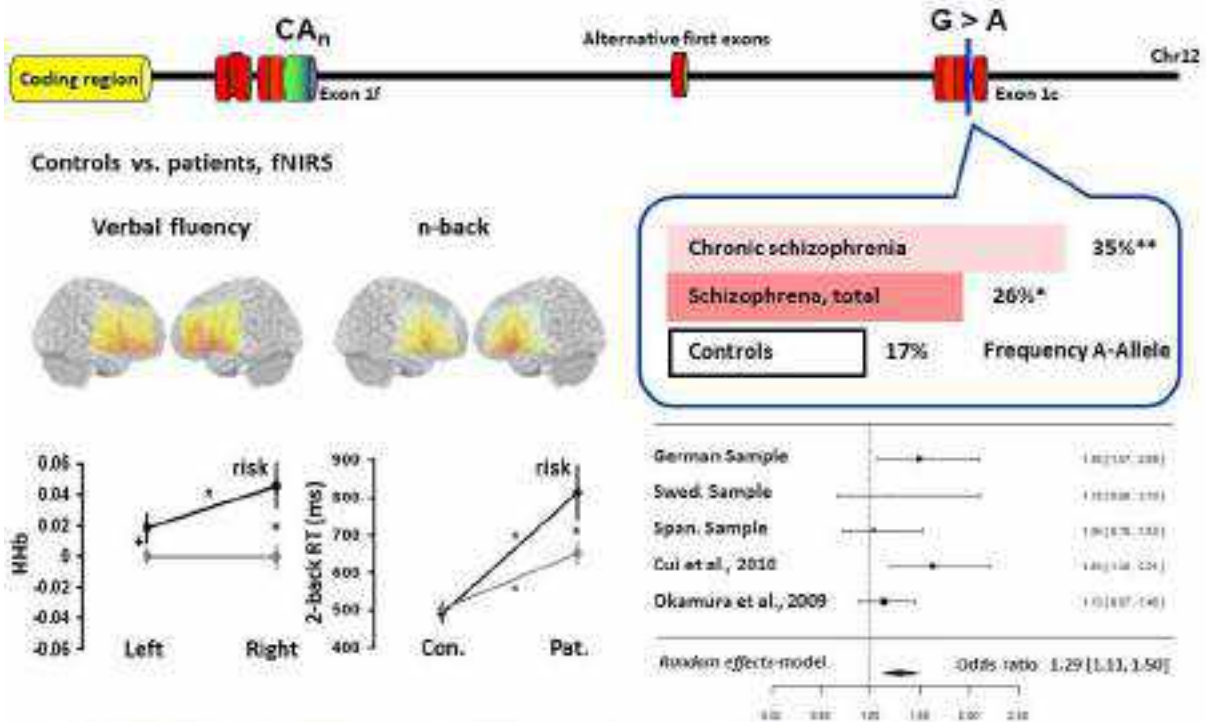 CAn
G > A
Alternative first exons
Chr12
Coding region
Exon 1f
Exon 1c
Controls vs. patients, fNIRS
Verbal fluency
n-back
Chronic schizophrenia 35%**
Schizophrena, total 26%*
Controls 17% Frequency A-Allele
0.06
0.04
0.02
0
-0.02
-0.04
-0.06
risk
*
+
*
Left
Right
900
800
700
600
500
400
2-back RT (ms)
risk
*
*
*
Con.
Pat.
German Sample
Swed. Sample
Span. Sample
Cui et al., 2010
Okamura et al., 2009
Random effects-model
Odds ratio 1.29 [1.11, 1.50]